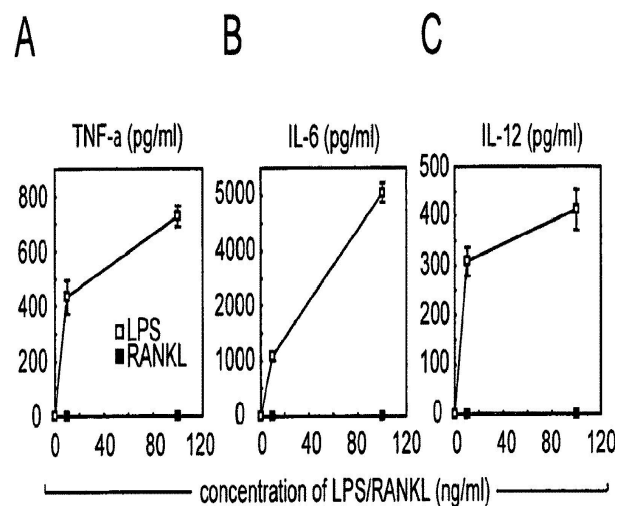 A B C
TNF-a (pg/ml) IL-6 (pg/ml) IL-12 (pg/ml)
800
600
400
200
0
LPS
RANKL
0 40 80 120
5000
4000
2000
1000
0
0 40 80 120
500
400
300
200
100
0
0 40 80 120
concentration of LPS/RANKL (ng/ml)